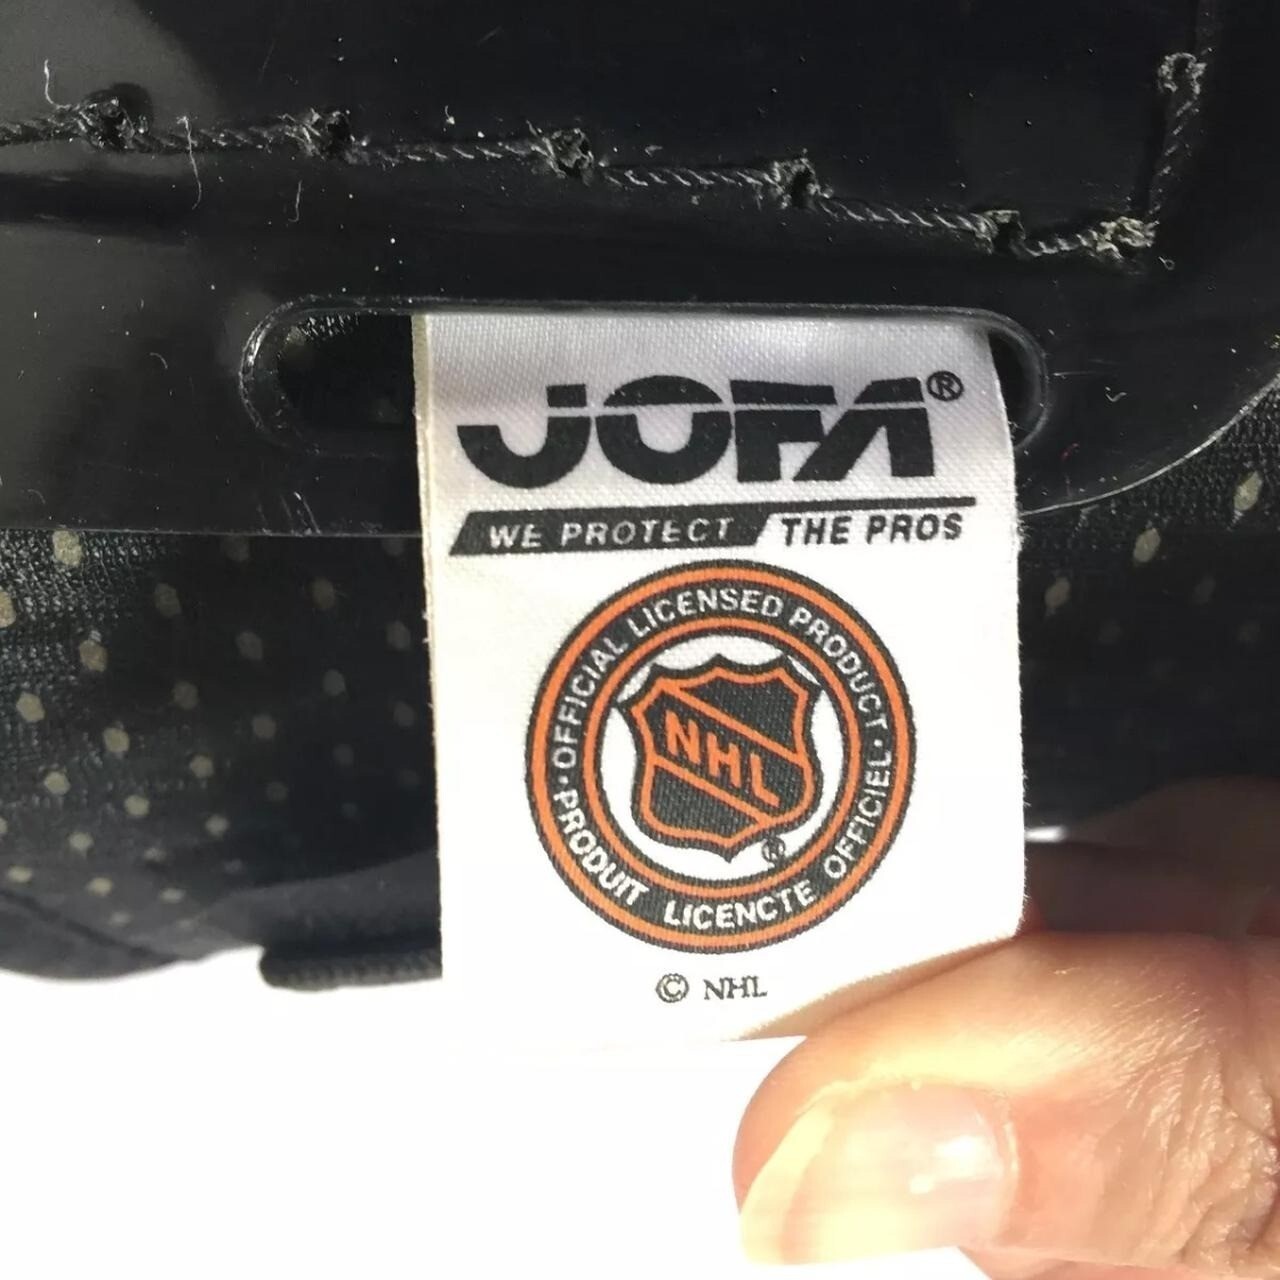 JOFA®
WE PROTECT THE PROS
·OFFICIAL LICENSED PRODUCT·
NHL
®
PRODUIT LICENCTE OFFICIEL
© NHL